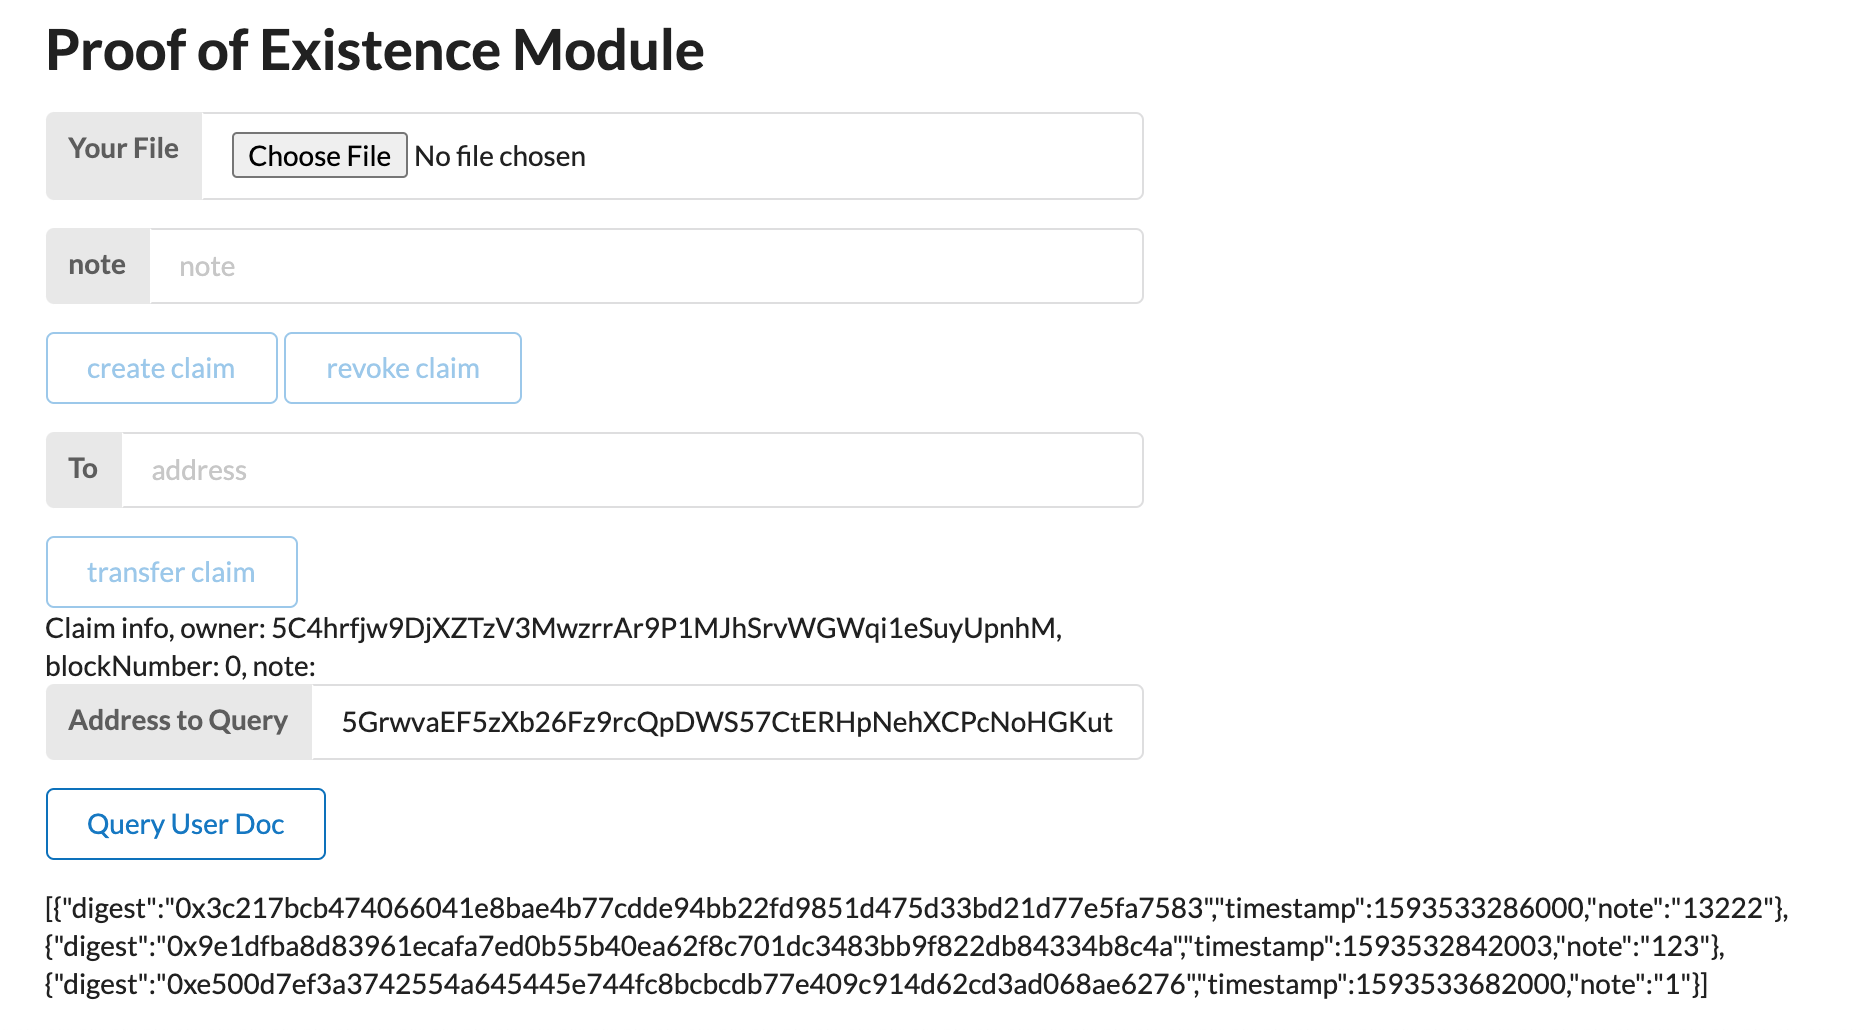 Proof of Existence Module
Your File Choose File No file chosen
note note
create claim revoke claim
To address
transfer claim
Claim info, owner: 5C4hrfjw9DjXZTzV3MwzrrAr9P1MJhSrvWGWqi1eSuyUpnhM,
blockNumber: 0, note:
Address to Query 5GrwvaEF5zXb26Fz9rcQpDWS57CtERHpNehXCPcNoHGKut
Query User Doc
[{"digest":"0x3c217bcb474066041e8bae4b77cdde94bb22fd9851d475d33bd21d77e5fa7583","timestamp":1593533286000,"note":"13222"},
{"digest":"0x9e1dfba8d83961ecafa7ed0b55b40ea62f8c701dc3483bb9f822db84334b8c4a","timestamp":1593532842003,"note":"123"},
{"digest":"0xe500d7ef3a3742554a645445e744fc8bcbcdb77e409c914d62cd3ad068ae6276","timestamp":1593533682000,"note":"1"}]